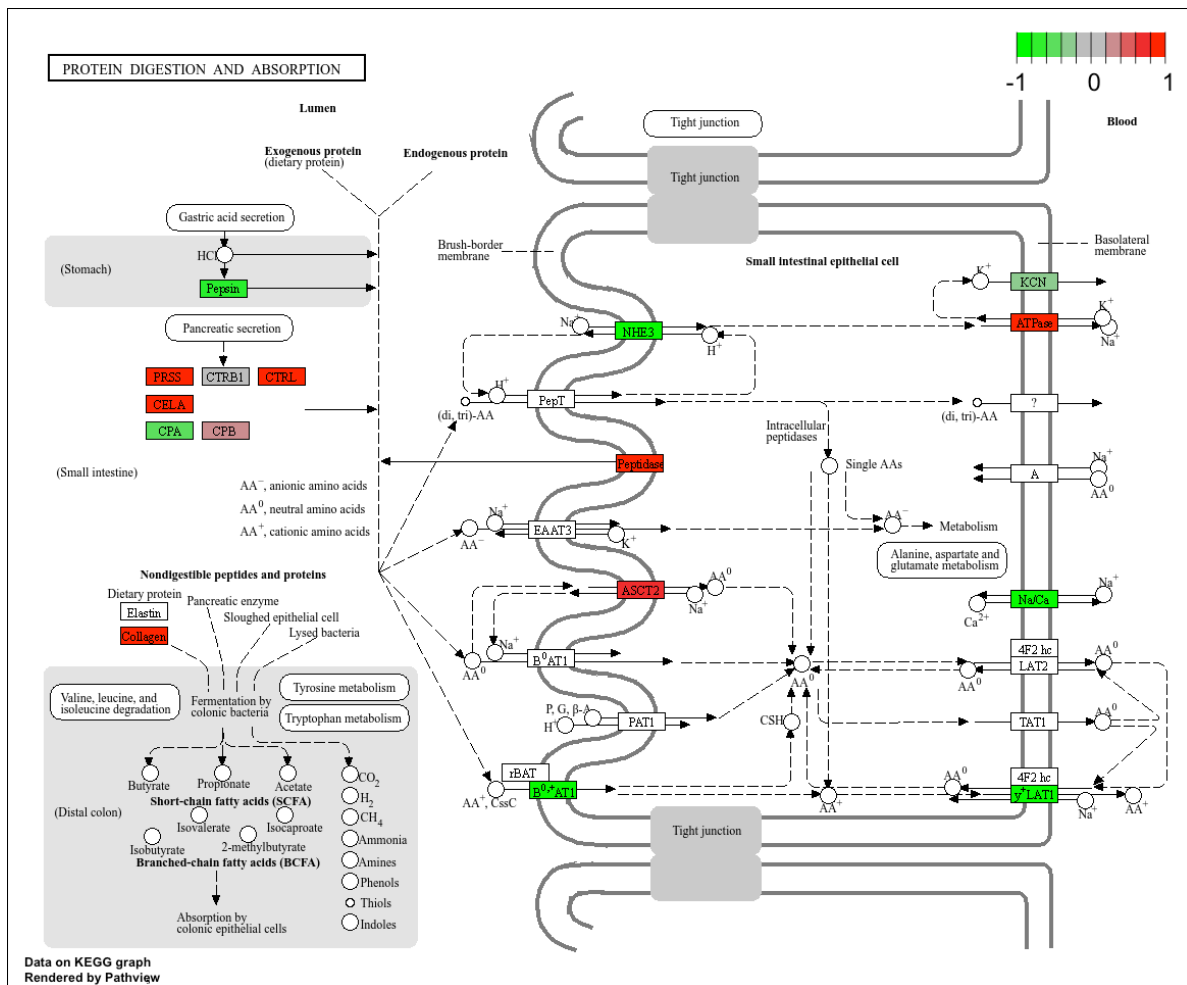 PROTEIN DIGESTION AND ABSORPTION
-1 0 1
Lumen
Blood
Tight junction
Exogenous protein
(dietary protein)
Endogenous protein
Tight junction
Gastric acid secretion
HCl
(Stomach)
Pepsin
Brush-border
membrane
Small intestinal epithelial cell
Basolateral
membrane
K+
KCN
Pancreatic secretion
Na+
NHE3
H+
ATPase
K+
Na+
PRSS
CTRB1
CTRL
CELA
CPA
CPB
H+
PepT
(di, tri)-AA
(di, tri)-AA
?
Intracellular
peptidases
(Small intestine)
Peptidase
Single AAs
A
Na+
AA0
AA−, anionic amino acids
AA0, neutral amino acids
AA+, cationic amino acids
Na+
AA−
EAAT3
K+
AA−
Metabolism
Alanine, aspartate and
glutamate metabolism
Nondigestible peptides and proteins
Dietary protein
Elastin
Collagen
Pancreatic enzyme
Sloughed epithelial cell
Lysed bacteria
ASCT2
AA0
Na+
Na/Ca
Na+
Ca2+
Na+
AA0
B0AT1
AA0
4F2 hc
LAT2
AA0
AA0
Valine, leucine, and
isoleucine degradation
Fermentation by
colonic bacteria
Tyrosine metabolism
Tryptophan metabolism
P, G, β-A
H+
PAT1
CSH
TAT1
AA0
Butyrate
Propionate
Acetate
Short-chain fatty acids (SCFA)
(Distal colon)
Isovalerate
Isocaproate
Isobutyrate
2-methylbutyrate
Branched-chain fatty acids (BCFA)
Absorption by
colonic epithelial cells
CO2
H2
CH4
Ammonia
Amines
Phenols
Thiols
Indoles
rBAT
B0,+AT1
AA+, CssC
AA+
AA0
4F2 hc
y+LAT1
Na+
AA+
Tight junction
Data on KEGG graph
Rendered by Pathview